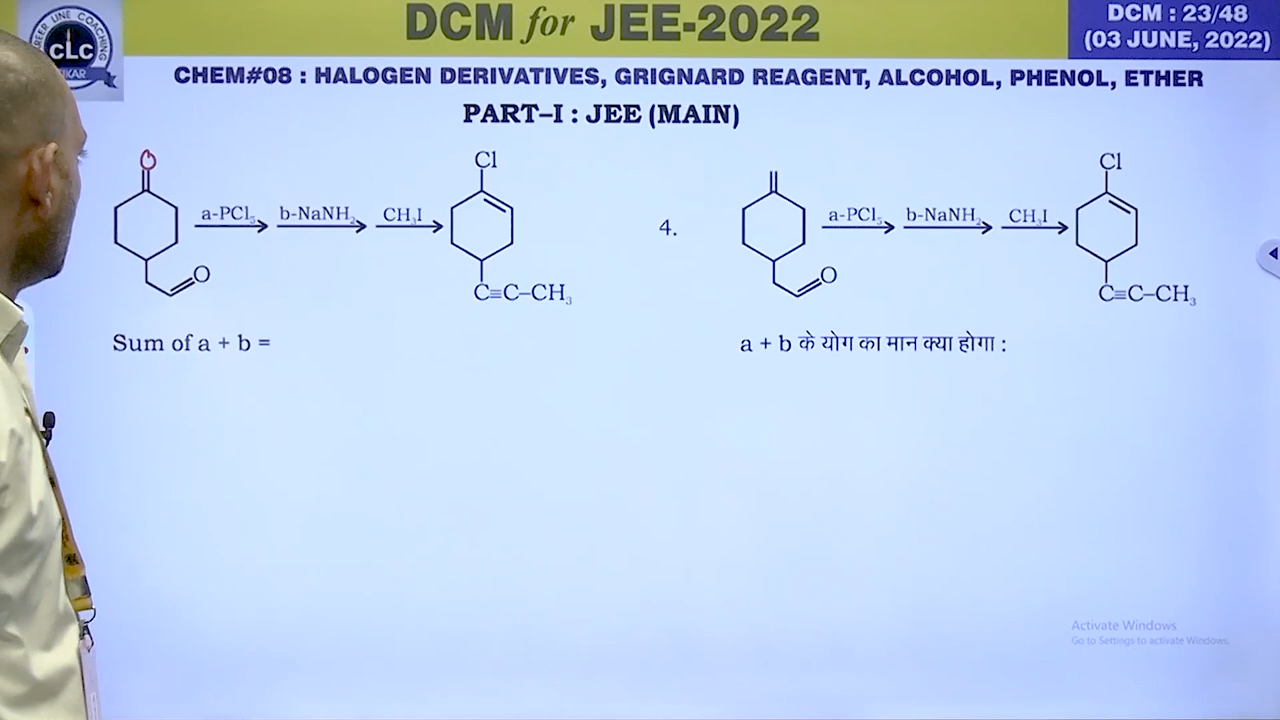 DCM for JEE-2022
DCM : 23/48
(03 JUNE, 2022)
CLC
CHEM#08 : HALOGEN DERIVATIVES, GRIGNARD REAGENT, ALCOHOL, PHENOL, ETHER
PART–I : JEE (MAIN)
O
a-PCl₅ b-NaNH₂ CH₃I
Cl
O
C≡C–CH₃
Sum of a + b =
4.
a-PCl₅ b-NaNH₂ CH₃I
Cl
O
C≡C–CH₃
a + b के योग का मान क्या होगा :
Activate Windows
Go to Settings to activate Windows.